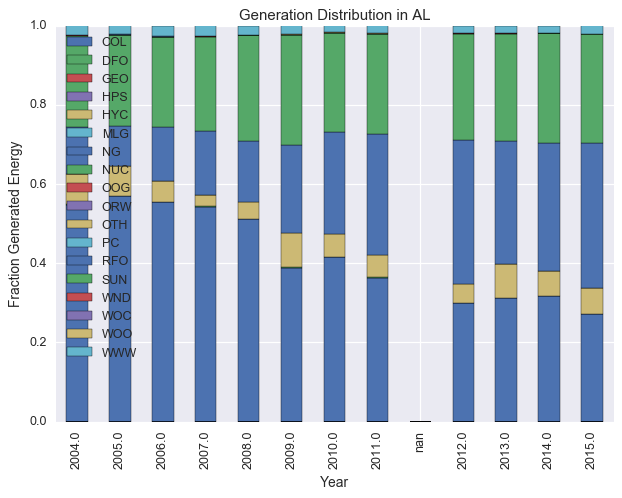 Generation Distribution in AL
1.0
0.8
0.6
0.4
0.2
0.0
Fraction Generated Energy
COL
DFO
GEO
HPS
HYC
MLG
NG
NUC
OOG
ORW
OTH
PC
RFO
SUN
WND
WOC
WOO
WWW
2004.0
2005.0
2006.0
2007.0
2008.0
2009.0
2010.0
2011.0
nan
2012.0
2013.0
2014.0
2015.0
Year